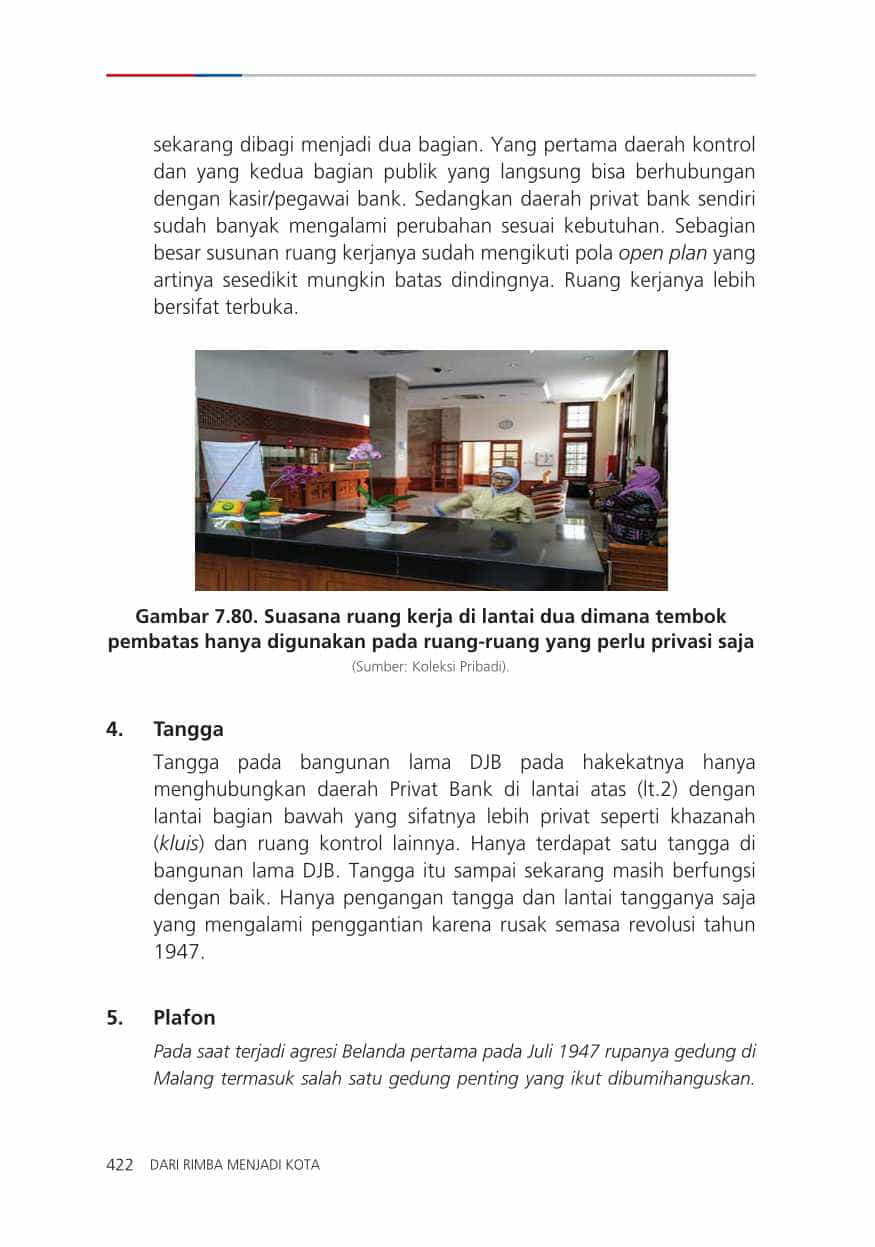 sekarang dibagi menjadi dua bagian. Yang pertama daerah kontrol
dan yang kedua bagian publik yang langsung bisa berhubungan
dengan kasir/pegawai bank. Sedangkan daerah privat bank sendiri
sudah banyak mengalami perubahan sesuai kebutuhan. Sebagian
besar susunan ruang kerjanya sudah mengikuti pola open plan yang
artinya sesedikit mungkin batas dindingnya. Ruang kerjanya lebih
bersifat terbuka.
Gambar 7.80. Suasana ruang kerja di lantai dua dimana tembok
pembatas hanya digunakan pada ruang-ruang yang perlu privasi saja
(Sumber: Koleksi Pribadi).
4. Tangga
Tangga pada bangunan lama DJB pada hakekatnya hanya
menghubungkan daerah Privat Bank di lantai atas (lt.2) dengan
lantai bagian bawah yang sifatnya lebih privat seperti khazanah
(kluis) dan ruang kontrol lainnya. Hanya terdapat satu tangga di
bangunan lama DJB. Tangga itu sampai sekarang masih berfungsi
dengan baik. Hanya pengangan tangga dan lantai tangganya saja
yang mengalami penggantian karena rusak semasa revolusi tahun
1947.
5. Plafon
Pada saat terjadi agresi Belanda pertama pada Juli 1947 rupanya gedung di
Malang termasuk salah satu gedung penting yang ikut dibumihanguskan.
422 DARI RIMBA MENJADI KOTA